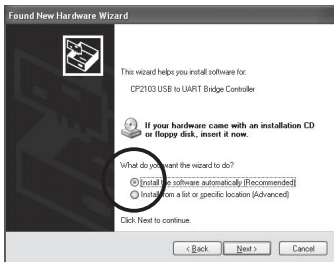 Found New Hardware Wizard
This wizard helps you install software for:
CP2103 USB to UART Bridge Controller
If your hardware came with an installation CD
or floppy disk, insert it now.
What do you want the wizard to do?
Install the software automatically (Recommended)
Install from a list or specific location (Advanced)
Click Next to continue.
< Back Next > Cancel